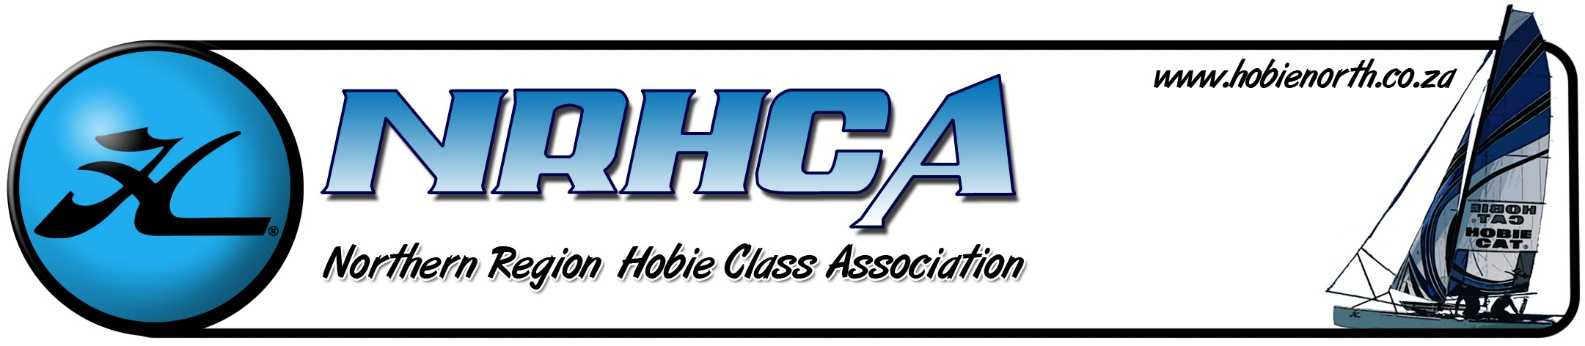 www.hobienorth.co.za
NRHCA
Northern Region Hobie Class Association
HOBIE
CAT
HOBIE
CAT
®